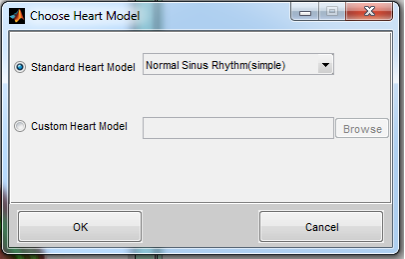 Choose Heart Model
Standard Heart Model
Normal Sinus Rhythm(simple)
Custom Heart Model
Browse
OK
Cancel